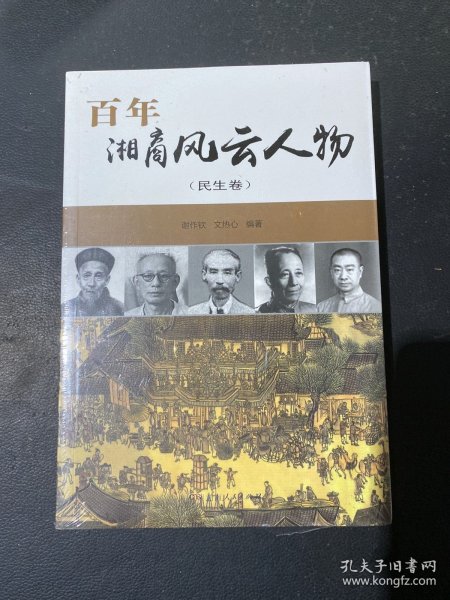 百年
湘商风云人物
（民生卷）
谢作钦 文热心 编著
孔夫子旧书网
www.kongfz.com